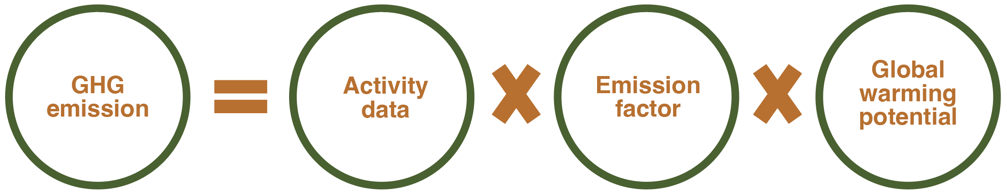 GHG
emission
=
Activity
data
×
Emission
factor
×
Global
warming
potential